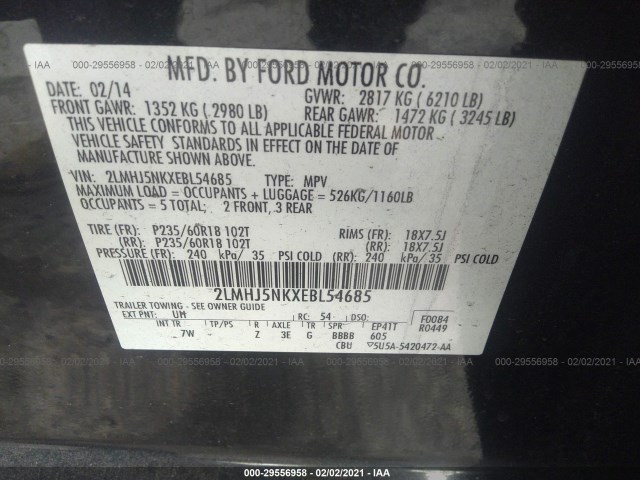 000-29556958 - 02/02/2021 - IAA
MFD. BY FORD MOTOR CO.
DATE: 02/14 GVWR: 2817 KG ( 6210 LB)
FRONT GAWR: 1352 KG ( 2980 LB) REAR GAWR: 1472 KG ( 3245 LB)
THIS VEHICLE CONFORMS TO ALL APPLICABLE FEDERAL MOTOR
VEHICLE SAFETY STANDARDS IN EFFECT ON THE DATE OF
MANUFACTURE SHOWN ABOVE.
VIN: 2LMHJ5NKXEBL54685 TYPE: MPV
MAXIMUM LOAD = OCCUPANTS + LUGGAGE = 526KG/1160LB
OCCUPANTS = 5 TOTAL; 2 FRONT, 3 REAR
TIRE (FR): P235/60R18 102T RIMS (FR): 18X7.5J
(RR): P235/60R18 102T (RR): 18X7.5J
PRESSURE (FR): 240 kPa/ 35 PSI COLD (RR): 240 kPa/ 35 PSI COLD
2LMHJ5NKXEBL54685
TRAILER TOWING - SEE OWNER GUIDE
EXT PNT: UH RC: 54 DSO: FD0B4
R0449
INT TR TP/PS R AXLE TR SPR EP41T
7W Z 3E G BBBB 605
CBU 5U5A-5420472-AA
000-29556958 - 02/02/2021 - IAA